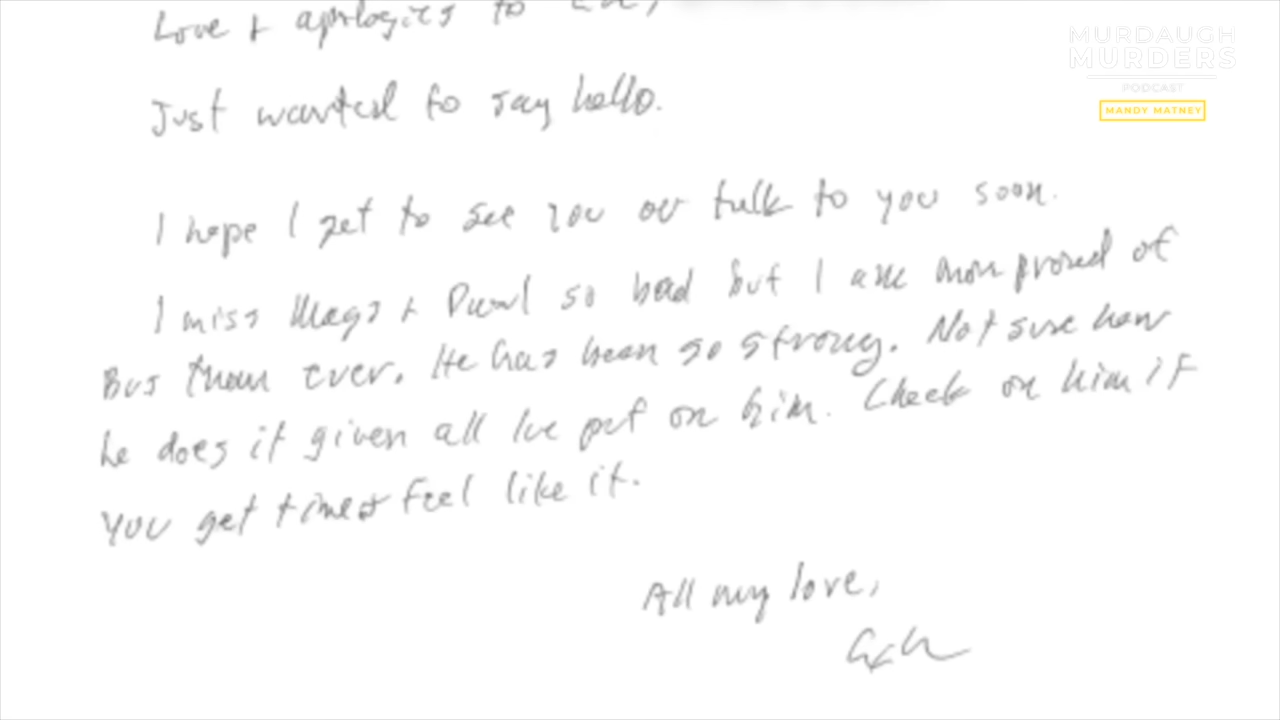 Love + apologies to
Just wanted to say hello.
I hope I get to see you or talk to you soon.
I miss Mags + Paul so bad but I am more proud of
Bus than ever. He has been so strong. Not sure how
he does it given all Ive put on him. Check on him if
you get time + feel like it.
All my love,
MURDAUGH
MURDERS
PODCAST
MANDY MATNEY